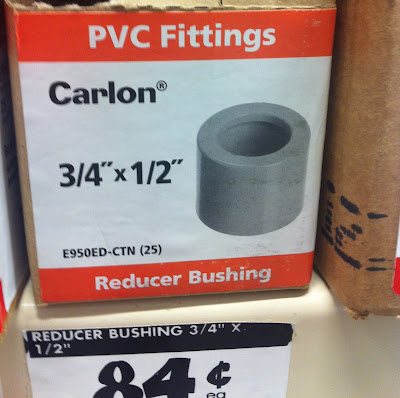 PVC Fittings
Carlon®
3/4" x 1/2"
E950ED-CTN (25)
Reducer Bushing
REDUCER BUSHING 3/4" X
1/2"
84¢
ea